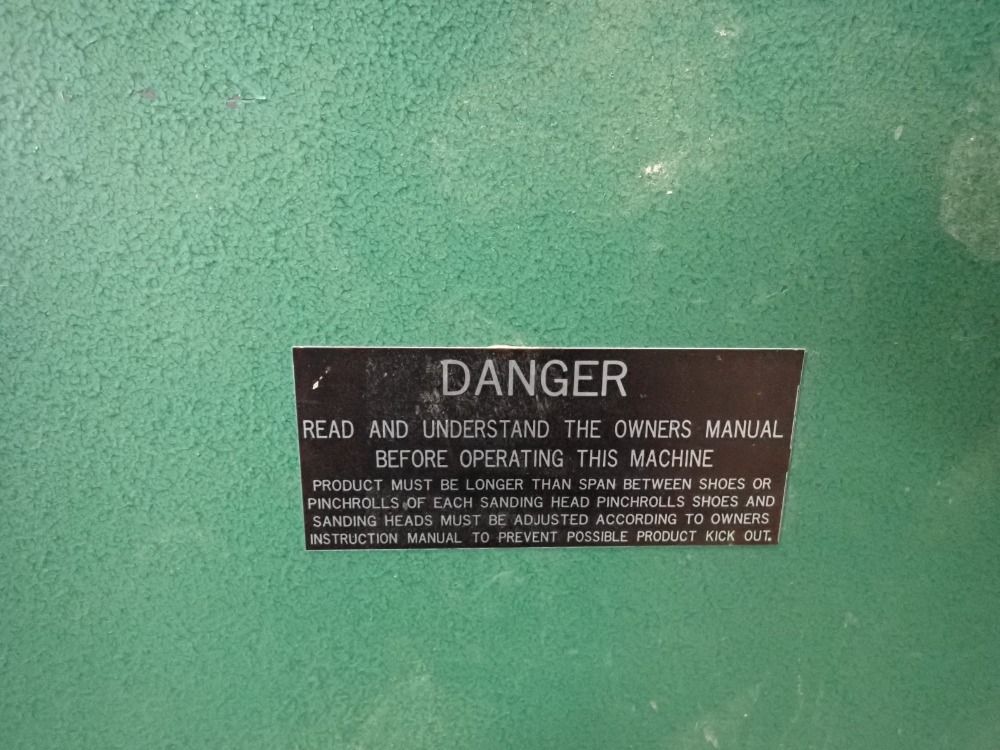 DANGER
READ AND UNDERSTAND THE OWNERS MANUAL
BEFORE OPERATING THIS MACHINE
PRODUCT MUST BE LONGER THAN SPAN BETWEEN SHOES OR
PINCHROLLS OF EACH SANDING HEAD PINCHROLLS SHOES AND
SANDING HEADS MUST BE ADJUSTED ACCORDING TO OWNERS
INSTRUCTION MANUAL TO PREVENT POSSIBLE PRODUCT KICK OUT.